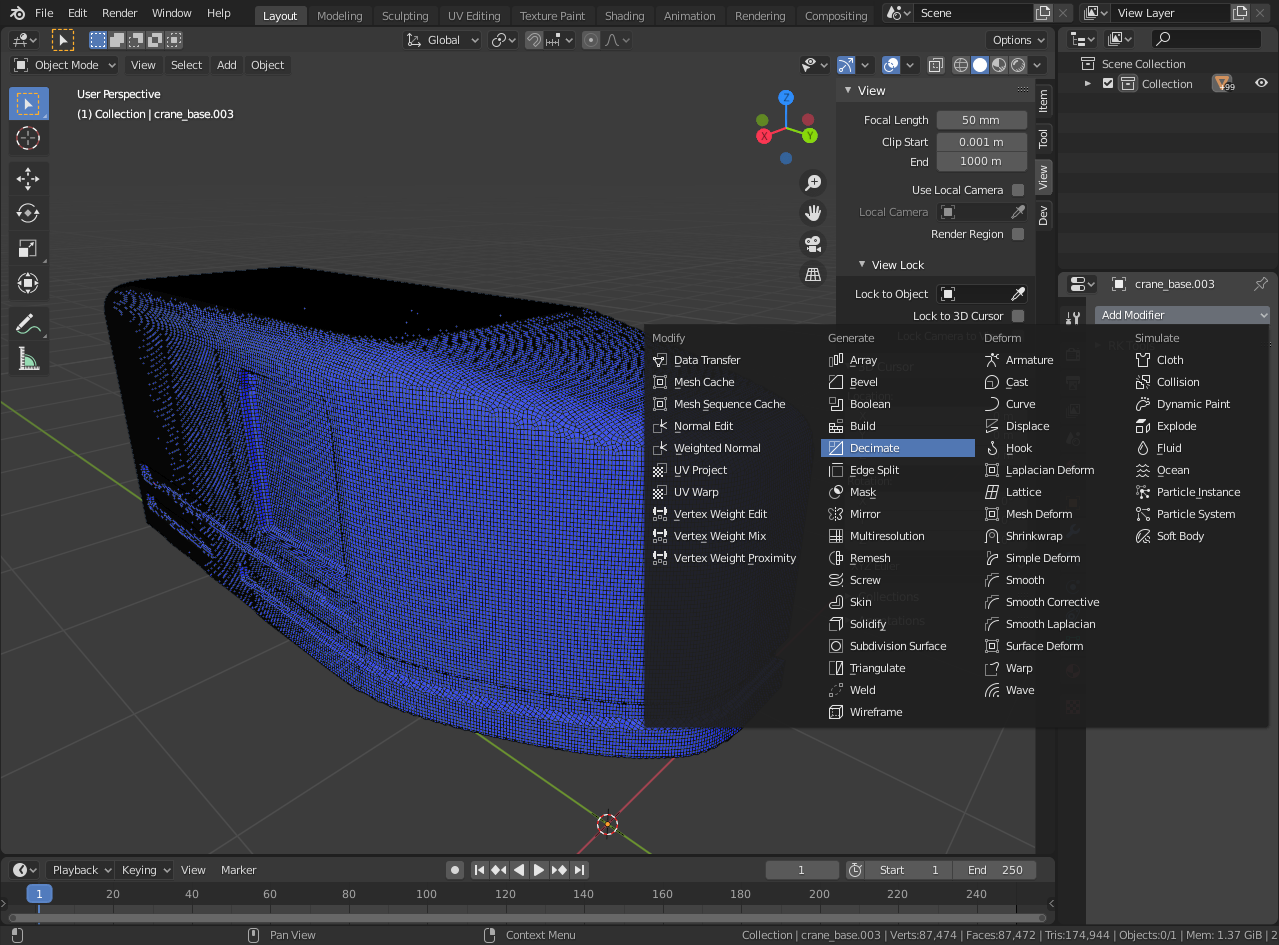 File Edit Render Window Help Layout Modeling Sculpting UV Editing Texture Paint Shading Animation Rendering Compositing Scene View Layer
Global Options
Object Mode View Select Add Object
Scene Collection
Collection 99
User Perspective
(1) Collection | crane_base.003
Z
X
Y
View
Focal Length 50 mm
Clip Start 0.001 m
End 1000 m
Use Local Camera
Local Camera
Render Region
View Lock
Lock to Object
Lock to 3D Cursor
Item
Tool
View
Dev
crane_base.003
Add Modifier
Modify
Data Transfer
Mesh Cache
Mesh Sequence Cache
Normal Edit
Weighted Normal
UV Project
UV Warp
Vertex Weight Edit
Vertex Weight Mix
Vertex Weight Proximity
Generate
Array
Bevel
Boolean
Build
Decimate
Edge Split
Mask
Mirror
Multiresolution
Remesh
Screw
Skin
Solidify
Subdivision Surface
Triangulate
Weld
Wireframe
Deform
Armature
Cast
Curve
Displace
Hook
Laplacian Deform
Lattice
Mesh Deform
Shrinkwrap
Simple Deform
Smooth
Smooth Corrective
Smooth Laplacian
Surface Deform
Warp
Wave
Simulate
Cloth
Collision
Dynamic Paint
Explode
Fluid
Ocean
Particle Instance
Particle System
Soft Body
Playback Keying View Marker 1 Start 1 End 250
1 20 40 60 80 100 120 140 160 180 200 220 240
Pan View Context Menu Collection | crane_base.003 | Verts:87,474 | Faces:87,472 | Tris:174,944 | Objects:0/1 | Mem: 1.37 GiB | 2